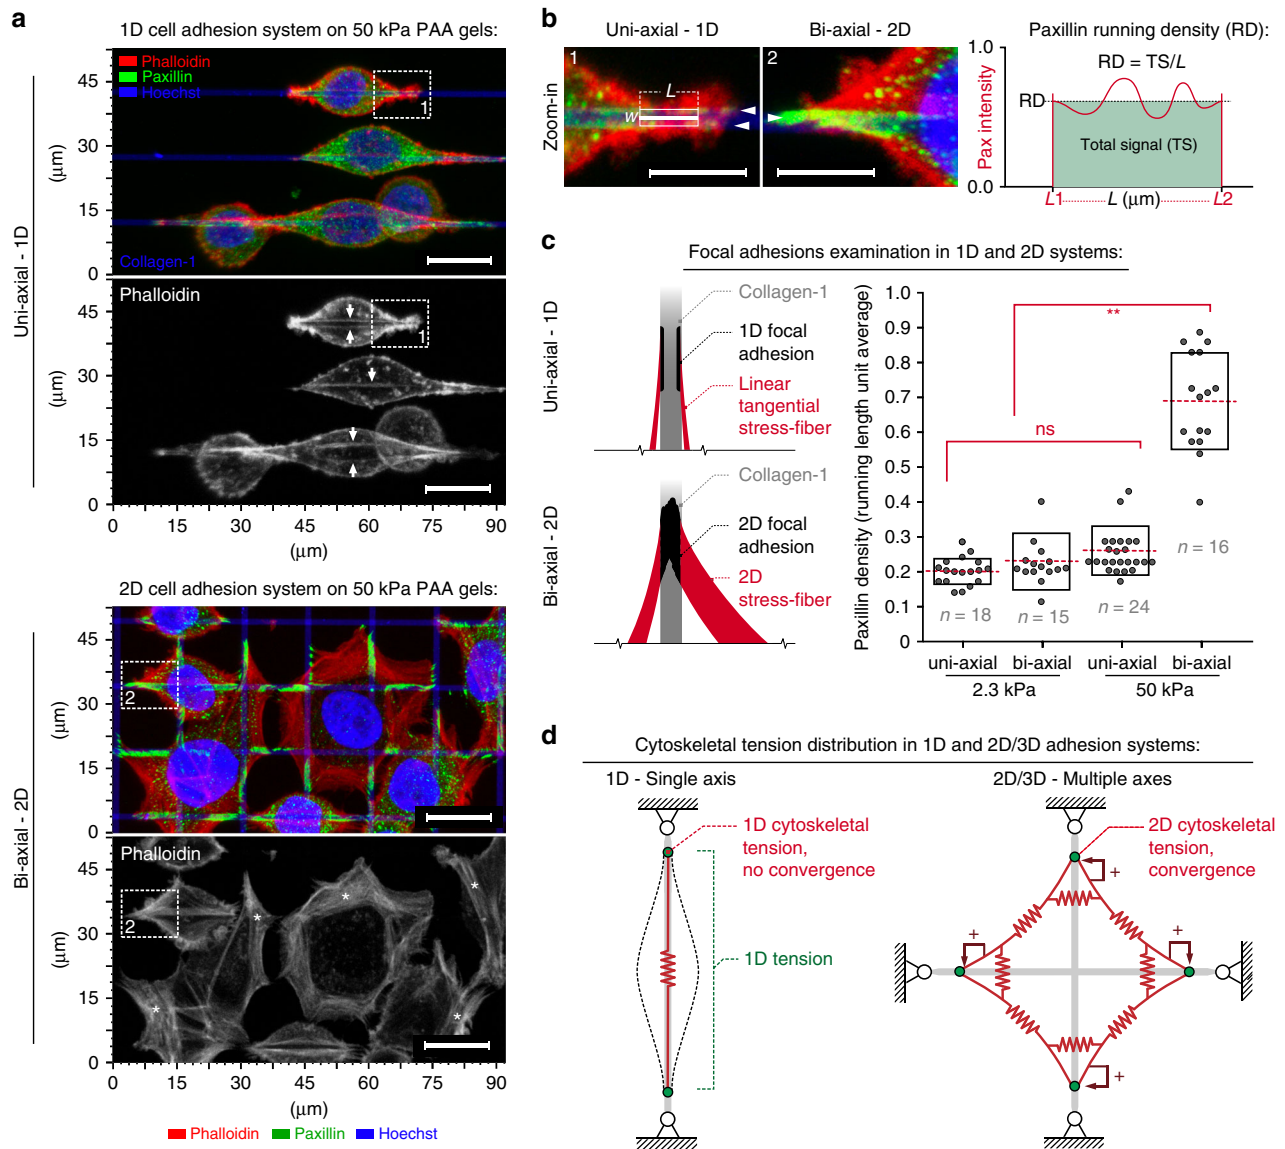 a
1D cell adhesion system on 50 kPa PAA gels:
Uni-axial - 1D
(μm)
45
30
15
0
Phalloidin
Paxillin
Hoechst
1
Collagen-1
(μm)
45
30
15
0
Phalloidin
1
0 15 30 45 60 75 90
(μm)
2D cell adhesion system on 50 kPa PAA gels:
Bi-axial - 2D
(μm)
45
30
15
0
2
(μm)
45
30
15
0
Phalloidin
2
*
*
*
*
*
0 15 30 45 60 75 90
(μm)
Phalloidin Paxillin Hoechst
b
Uni-axial - 1D
Bi-axial - 2D
Zoom-in
1
L
w
2
Paxillin running density (RD):
Pax intensity
1.0
RD
0.0
RD = TS/L
Total signal (TS)
L1 L (μm) L2
c
Focal adhesions examination in 1D and 2D systems:
Uni-axial - 1D
Collagen-1
1D focal
adhesion
Linear
tangential
stress-fiber
Bi-axial - 2D
Collagen-1
2D focal
adhesion
2D
stress-fiber
Paxillin density (running length unit average)
1.0
0.9
0.8
0.7
0.6
0.5
0.4
0.3
0.2
0.1
0
**
ns
n = 18
n = 15
n = 24
n = 16
uni-axial bi-axial uni-axial bi-axial
2.3 kPa 50 kPa
d
Cytoskeletal tension distribution in 1D and 2D/3D adhesion systems:
1D - Single axis
1D cytoskeletal
tension,
no convergence
1D tension
2D/3D - Multiple axes
2D cytoskeletal
tension,
convergence
+
+
+
+